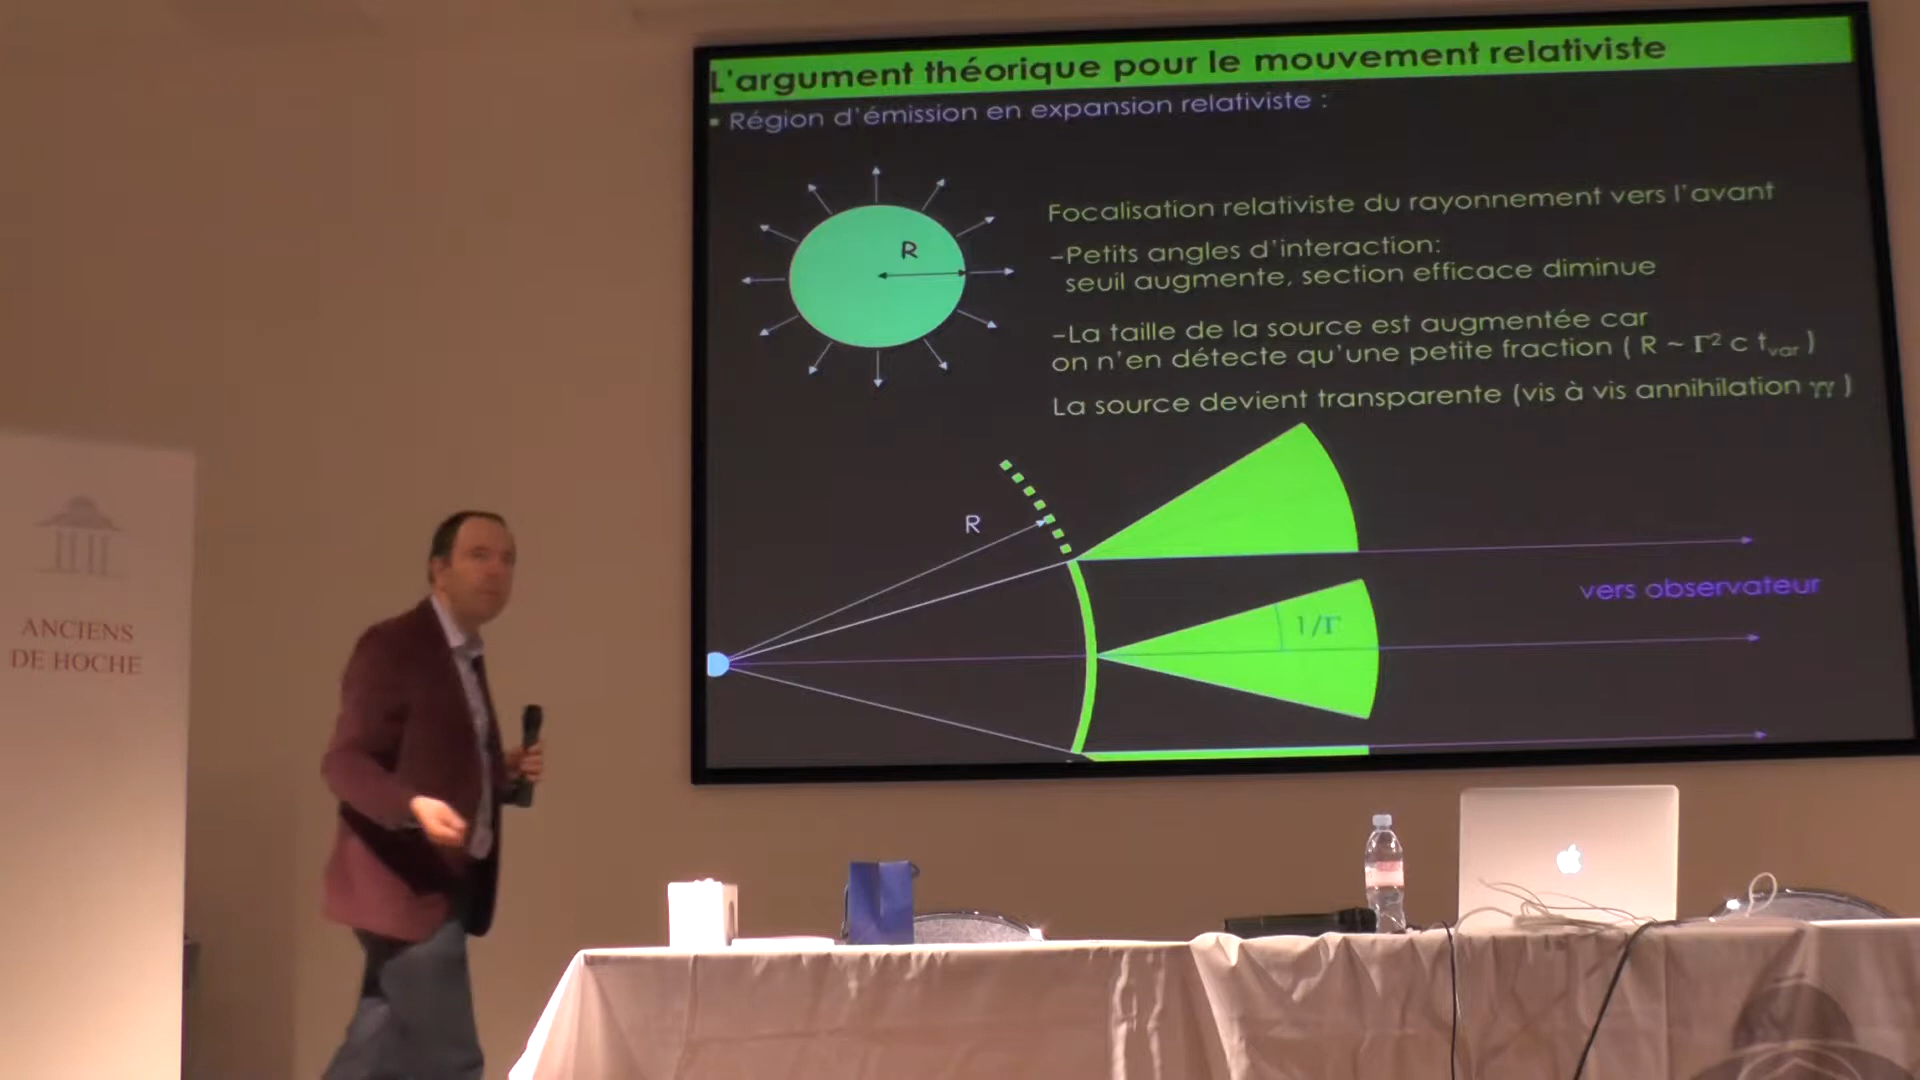 L'argument théorique pour le mouvement relativiste
▪ Région d'émission en expansion relativiste :
R
Focalisation relativiste du rayonnement vers l'avant
–Petits angles d'interaction:
seuil augmente, section efficace diminue
–La taille de la source est augmentée car
on n'en détecte qu'une petite fraction ( R ~ Γ² c tvar )
La source devient transparente (vis à vis annihilation γγ )
R
vers observateur
1/Γ
ANCIENS
DE HOCHE